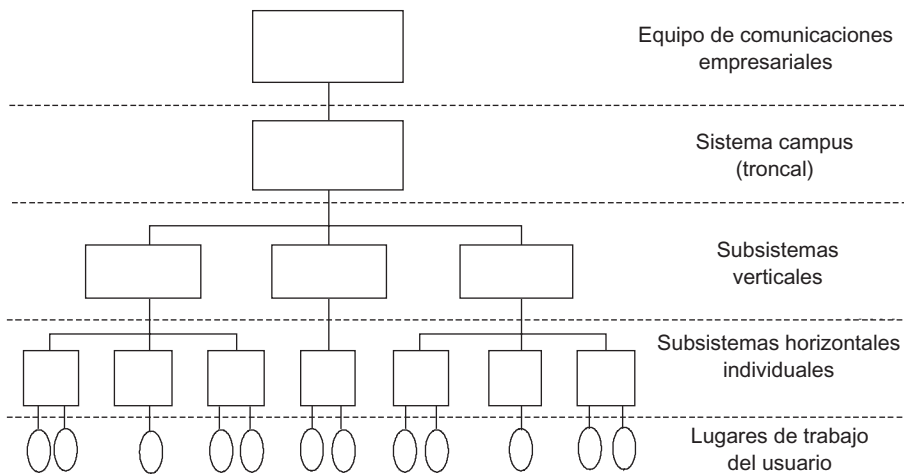 Equipo de comunicaciones
empresariales
Sistema campus
(troncal)
Subsistemas
verticales
Subsistemas horizontales
individuales
Lugares de trabajo
del usuario